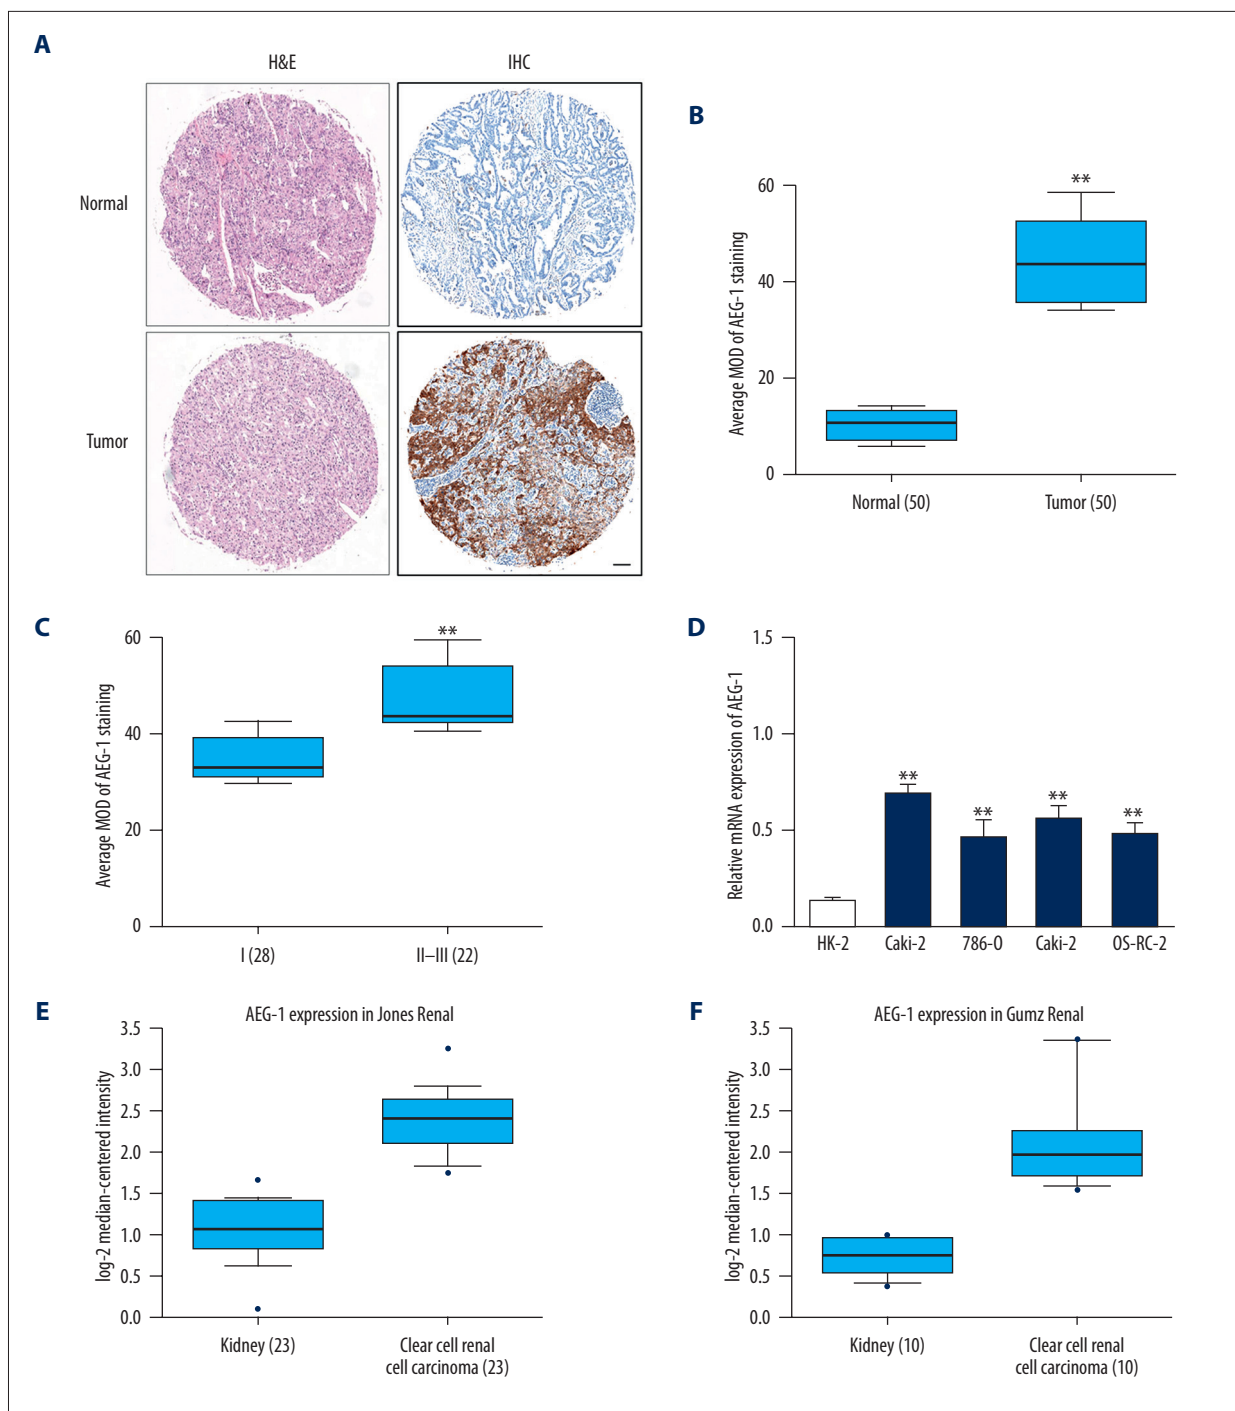 A
H&E
IHC
Normal
Tumor
B
Average MOD of AEG-1 staining
60
40
20
0
**
Normal (50)
Tumor (50)
C
Average MOD of AEG-1 staining
60
40
20
0
**
I (28)
II–III (22)
D
Relative mRNA expression of AEG-1
1.5
1.0
0.5
0.0
**
**
**
**
HK-2
Caki-2
786-O
Caki-2
OS-RC-2
E
AEG-1 expression in Jones Renal
log-2 median-centered intensity
3.5
3.0
2.5
2.0
1.5
1.0
0.5
0.0
Kidney (23)
Clear cell renal
cell carcinoma (23)
F
AEG-1 expression in Gumz Renal
log-2 median-centered intensity
3.5
3.0
2.5
2.0
1.5
1.0
0.5
0.0
Kidney (10)
Clear cell renal
cell carcinoma (10)